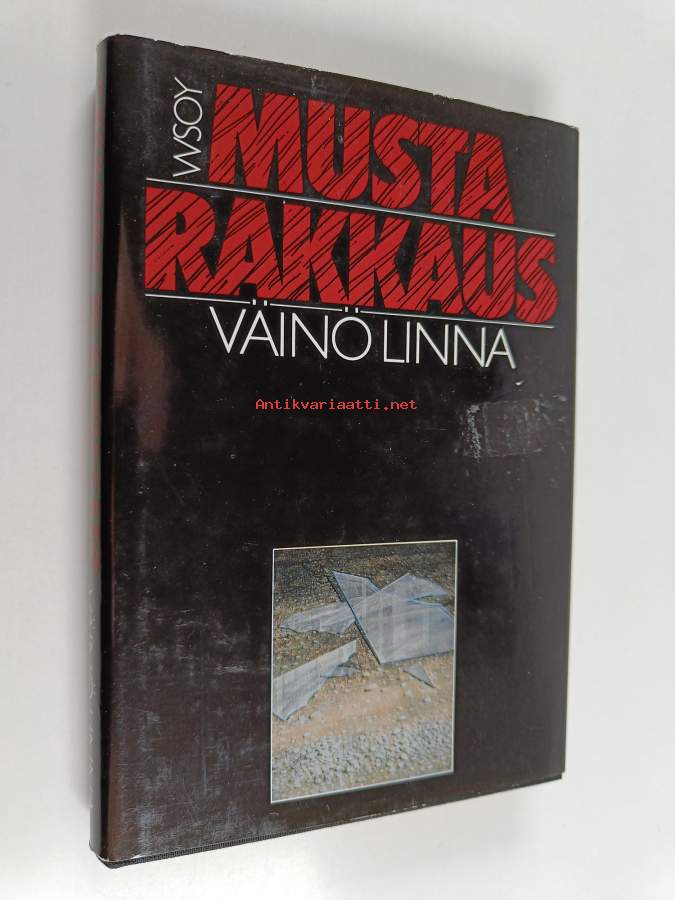 WSOY
MUSTA
RAKKAUS
VÄINÖ LINNA
Antikvariaatti.net